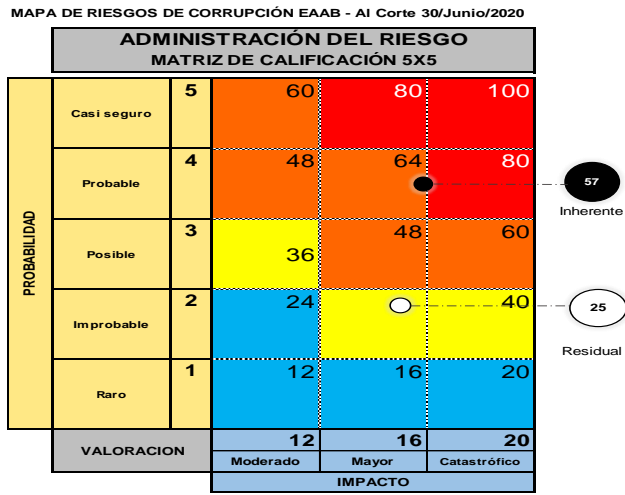 MAPA DE RIESGOS DE CORRUPCIÓN EAAB - Al Corte 30/Junio/2020
ADMINISTRACIÓN DEL RIESGO
MATRIZ DE CALIFICACIÓN 5X5
PROBABILIDAD
Casi seguro 5 60 80 100
Probable 4 48 64 80
57
Inherente
Posible 3 36 48 60
Improbable 2 24 40
25
Residual
Raro 1 12 16 20
VALORACION 12 16 20
Moderado Mayor Catastrófico
IMPACTO